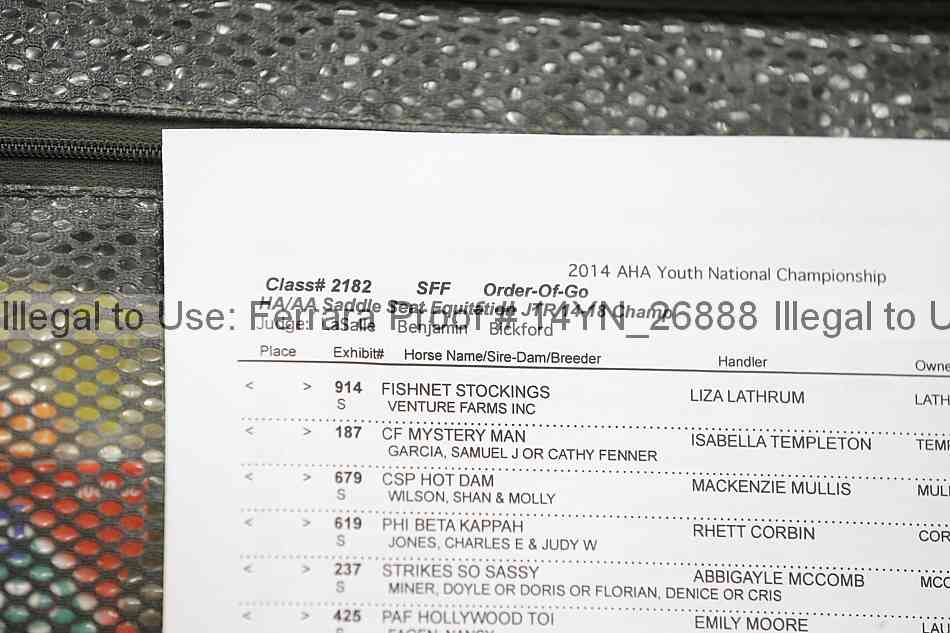 2014 AHA Youth National Championship
Class# 2182 SFF Order-Of-Go
HA/AA Saddle Seat Equitation JTR/14-18 Champ
Illegal to Use: Ferrara Proof # 14YN_26888 Illegal to U
Judge: LaSalle Benjamin Bickford
Place Exhibit# Horse Name/Sire-Dam/Breeder Handler Owne
< > 914 FISHNET STOCKINGS LIZA LATHRUM LATH
S VENTURE FARMS INC
< > 187 CF MYSTERY MAN ISABELLA TEMPLETON TEMP
GARCIA, SAMUEL J OR CATHY FENNER
< > 679 CSP HOT DAM MACKENZIE MULLIS MULL
S WILSON, SHAN & MOLLY
< > 619 PHI BETA KAPPAH RHETT CORBIN COR
S JONES, CHARLES E & JUDY W
< > 237 STRIKES SO SASSY ABBIGAYLE MCCOMB MCC
S MINER, DOYLE OR DORIS OR FLORIAN, DENICE OR CRIS
< > 425 PAF HOLLYWOOD TOI EMILY MOORE LAU